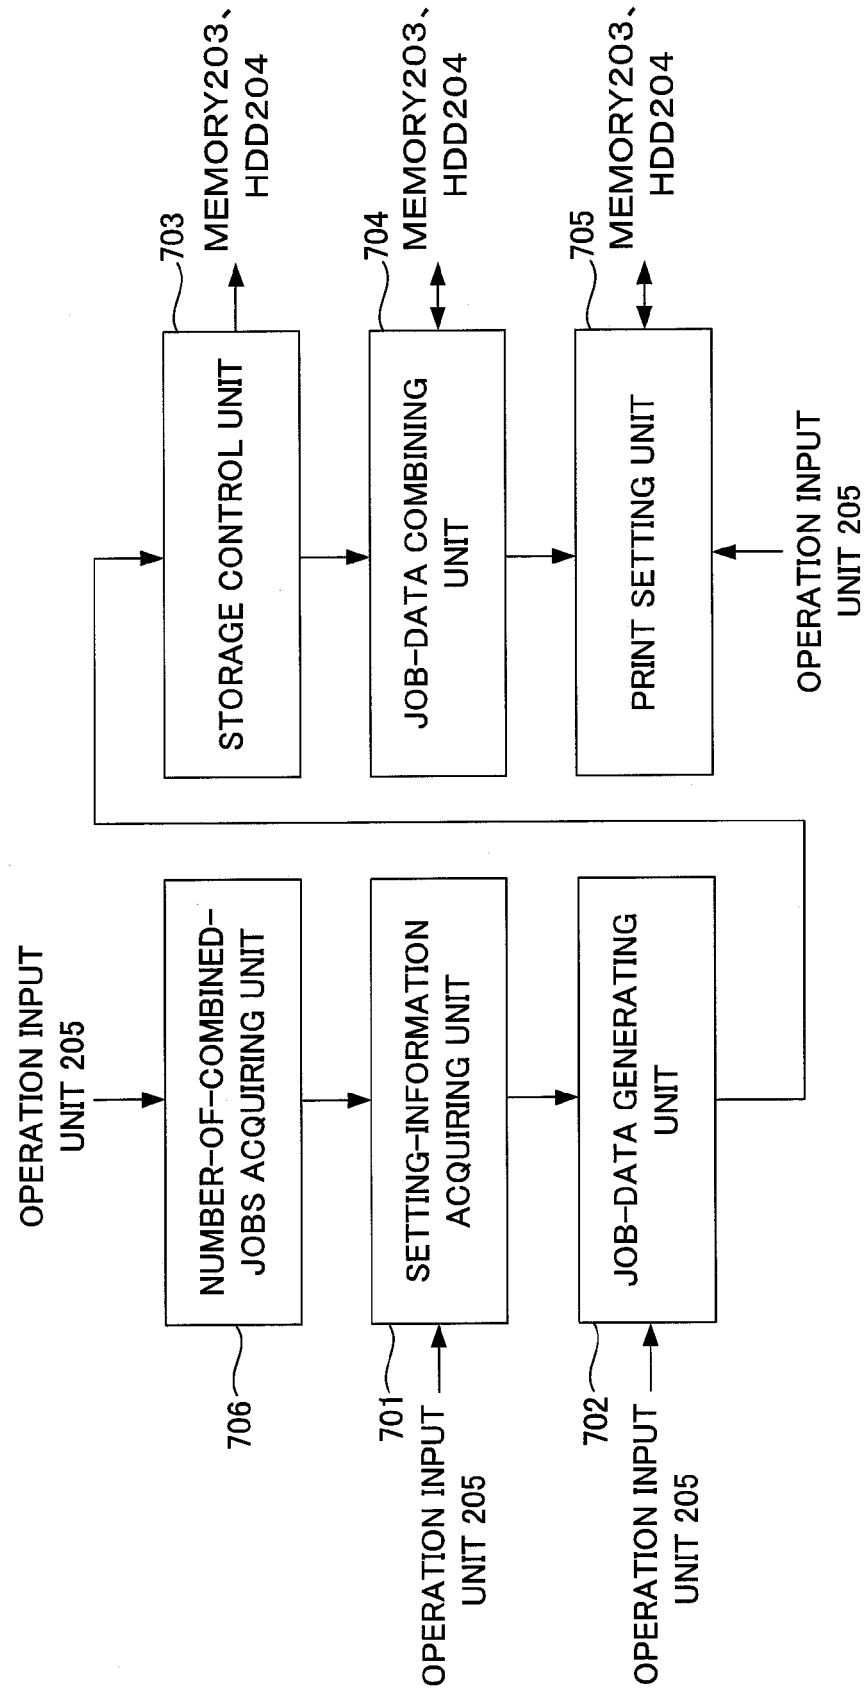 OPERATION INPUT
UNIT 205
706
NUMBER-OF-COMBINED-
JOBS ACQUIRING UNIT
OPERATION INPUT
UNIT 205
701
SETTING-INFORMATION
ACQUIRING UNIT
OPERATION INPUT
UNIT 205
702
JOB-DATA GENERATING
UNIT
703
STORAGE CONTROL UNIT
MEMORY203、
HDD204
704
JOB-DATA COMBINING
UNIT
MEMORY203、
HDD204
705
PRINT SETTING UNIT
MEMORY203、
HDD204
OPERATION INPUT
UNIT 205